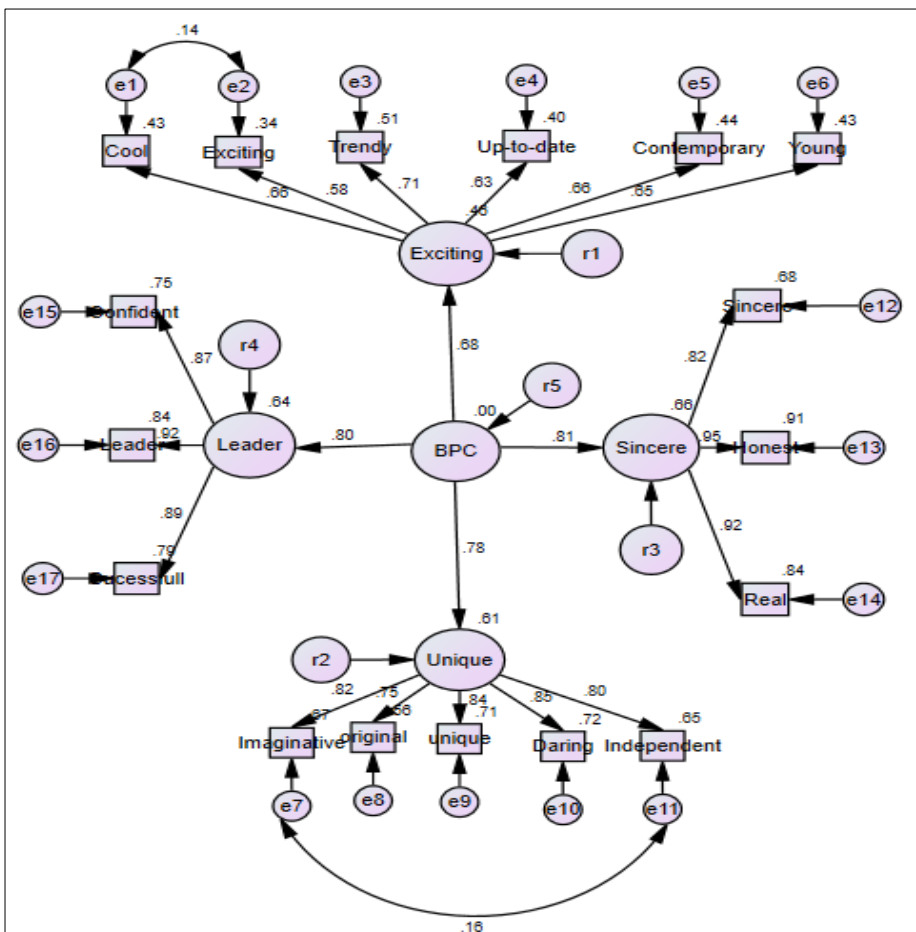 .14
e1 e2 e3 e4 e5 e6
.43 .34 .51 .40 .44 .43
Cool Exciting Trendy Up-to-date Contemporary Young
.66 .58 .71 .63 .66 .65
.46
Exciting r1
.75 .68
e15 Confident Sincere e12
r4
.87 .82
.68 r5
.64 .00 .66
.84 .91
e16 Leader .92 Leader .80 BPC .81 Sincere .95 Honest e13
.89 .92
.79 r3 .84
e17 Sucessfull Real e14
.78
.61
r2 Unique
.82 .75 .84 .85 .80
.56 .71 .72 .65
Imaginative original unique Daring Independent
e7 e8 e9 e10 e11
.16